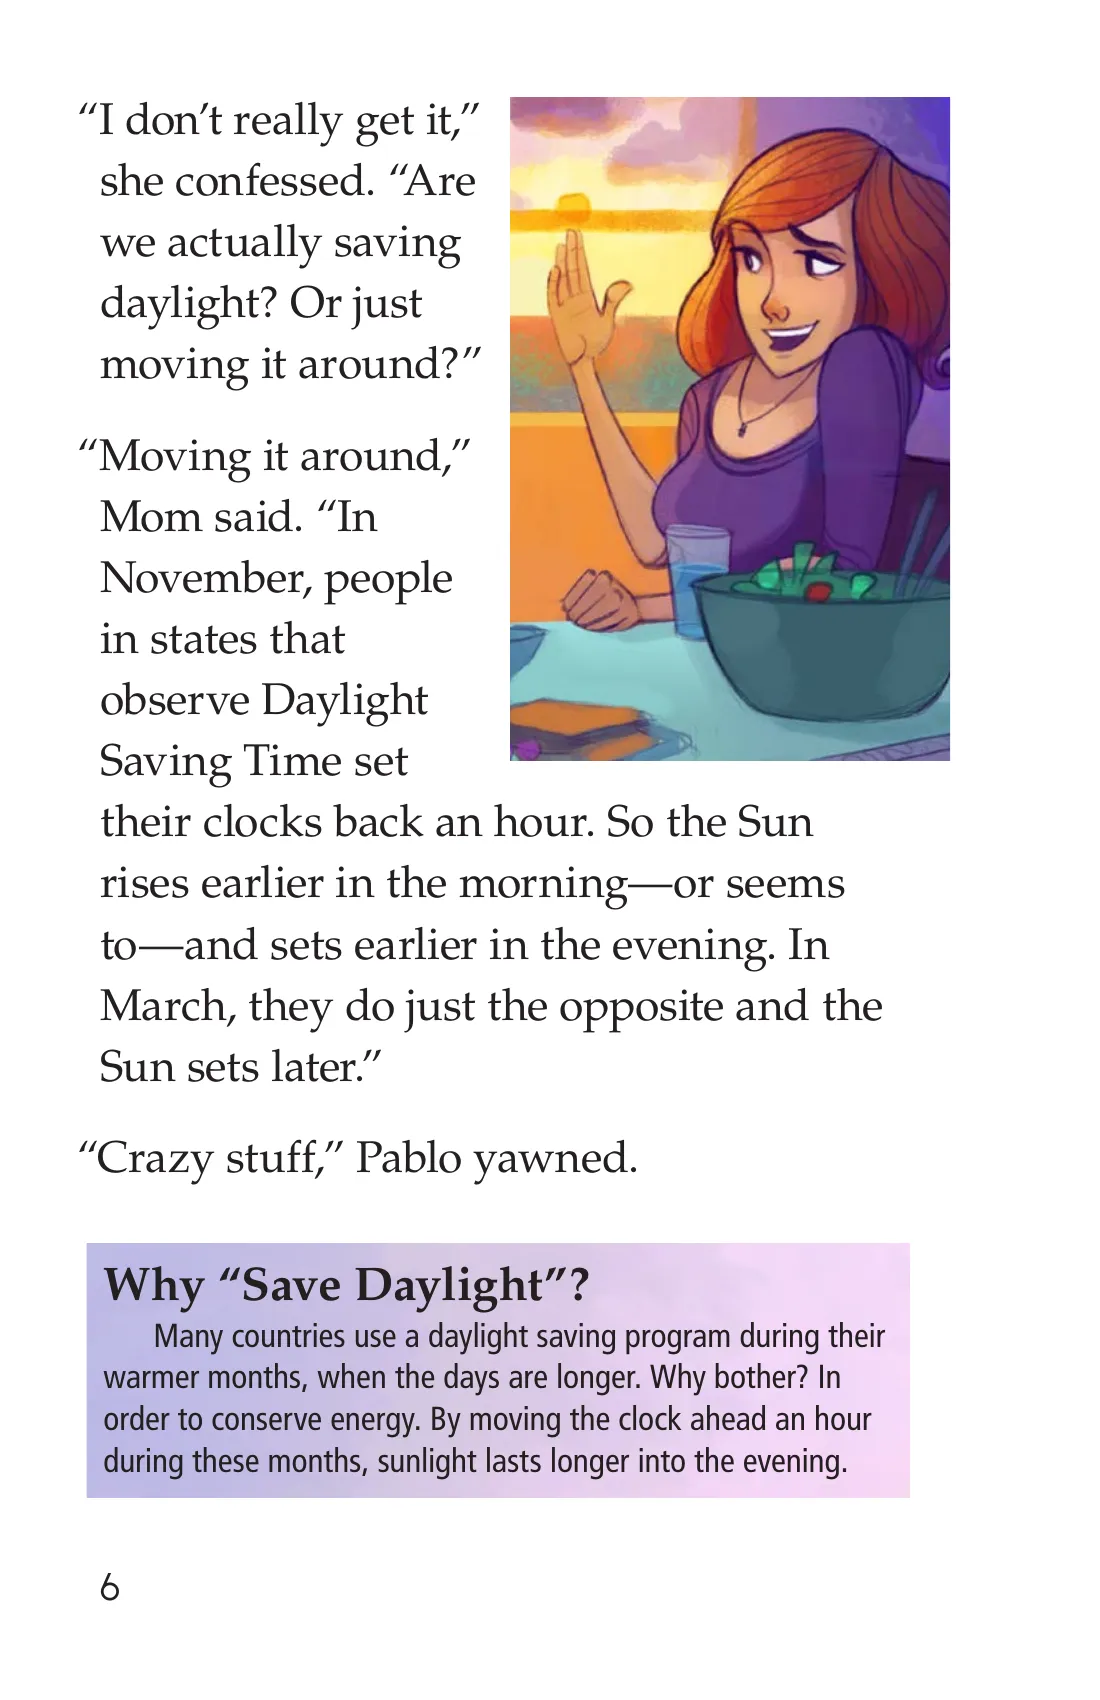 “I don’t really get it,”
she confessed. “Are
we actually saving
daylight? Or just
moving it around?”
“Moving it around,”
Mom said. “In
November, people
in states that
observe Daylight
Saving Time set
their clocks back an hour. So the Sun
rises earlier in the morning—or seems
to—and sets earlier in the evening. In
March, they do just the opposite and the
Sun sets later.”
“Crazy stuff,” Pablo yawned.
Why “Save Daylight”?
Many countries use a daylight saving program during their
warmer months, when the days are longer. Why bother? In
order to conserve energy. By moving the clock ahead an hour
during these months, sunlight lasts longer into the evening.
6